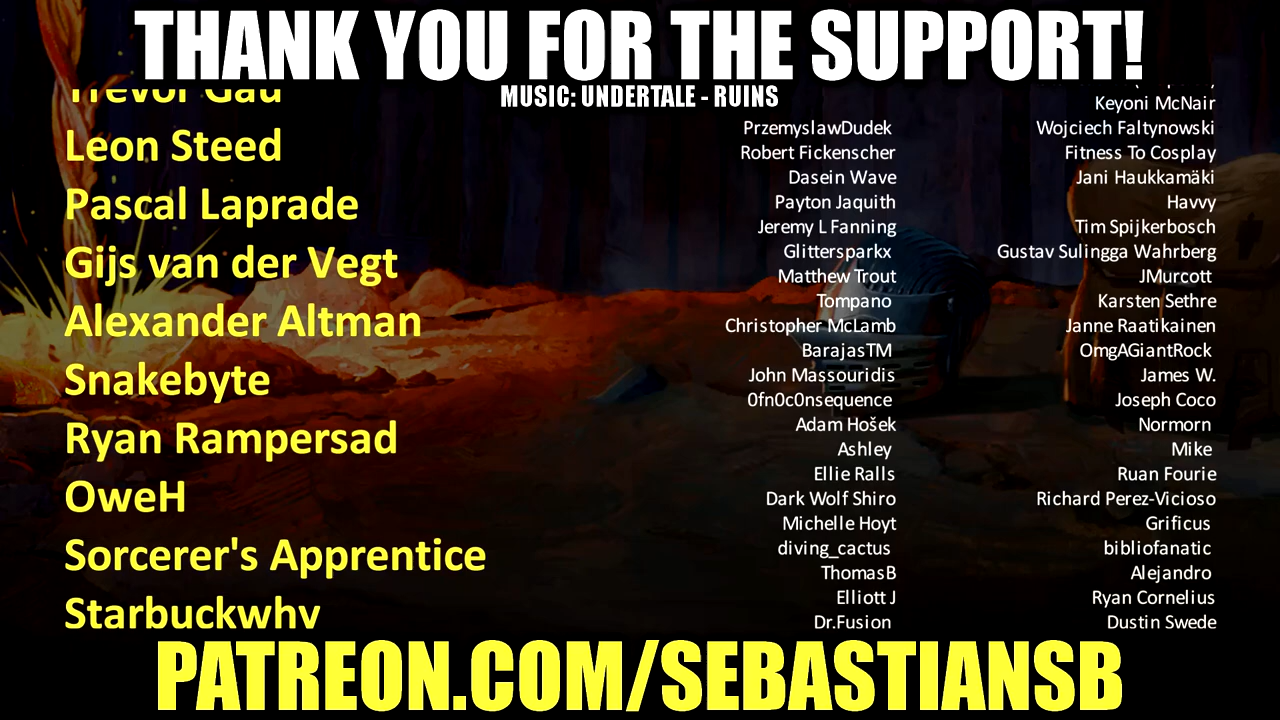 THANK YOU FOR THE SUPPORT!
MUSIC: UNDERTALE - RUINS
Leon Steed
Pascal Laprade
Gijs van der Vegt
Alexander Altman
Snakebyte
Ryan Rampersad
OweH
Sorcerer's Apprentice
PrzemyslawDudek
Robert Fickenscher
Dasein Wave
Payton Jaquith
Jeremy L Fanning
Glittersparkx
Matthew Trout
Tompano
Christopher McLamb
BarajasTM
John Massouridis
0fn0c0nsequence
Adam Hošek
Ashley
Ellie Ralls
Dark Wolf Shiro
Michelle Hoyt
diving_cactus
ThomasB
Elliott J
Dr.Fusion
Keyoni McNair
Wojciech Faltynowski
Fitness To Cosplay
Jani Haukkamäki
Havvy
Tim Spijkerbosch
Gustav Sulingga Wahrberg
JMurcott
Karsten Sethre
Janne Raatikainen
OmgAGiantRock
James W.
Joseph Coco
Normorn
Mike
Ruan Fourie
Richard Perez-Vicioso
Grificus
bibliofanatic
Alejandro
Ryan Cornelius
Dustin Swede
PATREON.COM/SEBASTIANSB